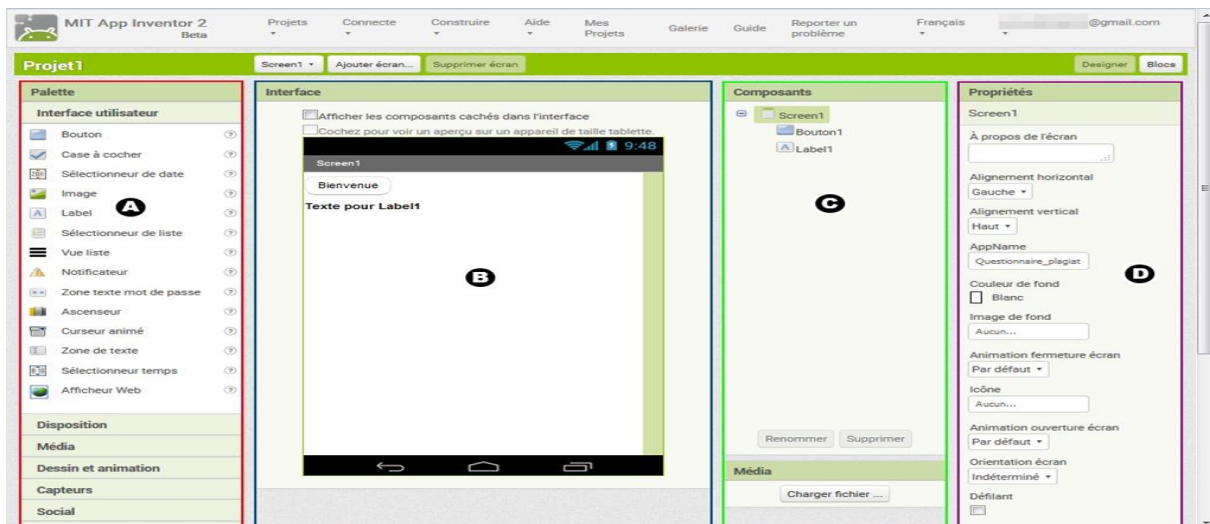 MIT App Inventor 2
Beta
Projets
Connecte
Construire
Aide
Mes Projets
Galerie
Guide
Reporter un problème
Français
@gmail.com
Projet1
Screen1
Ajouter écran...
Supprimer écran
Designer
Blocs
Palette
Interface utilisateur
Bouton
Case à cocher
Sélectionneur de date
Image
Label
Sélectionneur de liste
Vue liste
Notificateur
Zone texte mot de passe
Ascenseur
Curseur animé
Zone de texte
Sélectionneur temps
Afficheur Web
Disposition
Média
Dessin et animation
Capteurs
Social
A
Interface
Afficher les composants cachés dans l'interface
Cochez pour voir un aperçu sur un appareil de taille tablette.
9:48
Screen1
Bienvenue
Texte pour Label1
B
Composants
Screen1
Bouton1
Label1
C
Renommer
Supprimer
Média
Charger fichier ...
Propriétés
Screen1
À propos de l'écran
Alignement horizontal
Gauche
Alignement vertical
Haut
AppName
Questionnaire_plagiat
D
Couleur de fond
Blanc
Image de fond
Aucun...
Animation fermeture écran
Par défaut
Icône
Aucun...
Animation ouverture écran
Par défaut
Orientation écran
Indéterminé
Défilant